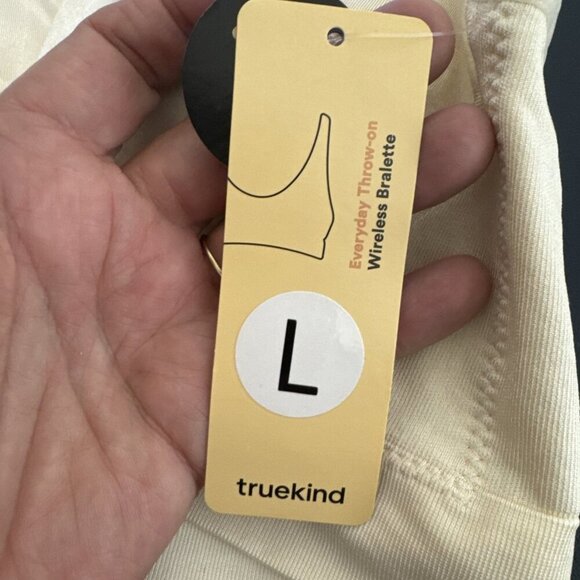 Everyday Throw-on
Wireless Bralette
L
truekind